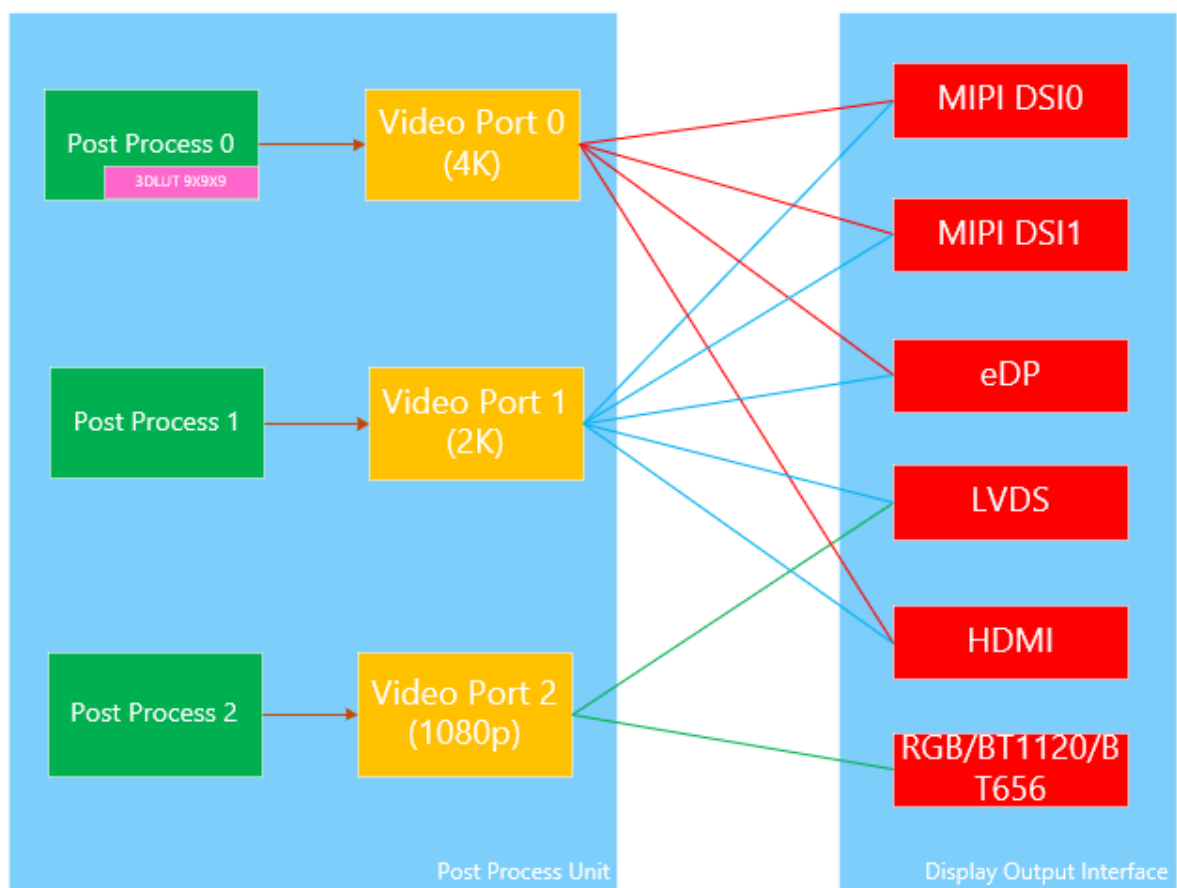 Post Process 0
3DLUT 9X9X9
Video Port 0
(4K)
MIPI DSI0
MIPI DSI1
eDP
Post Process 1
Video Port 1
(2K)
LVDS
HDMI
Post Process 2
Video Port 2
(1080p)
RGB/BT1120/B
T656
Post Process Unit
Display Output Interface